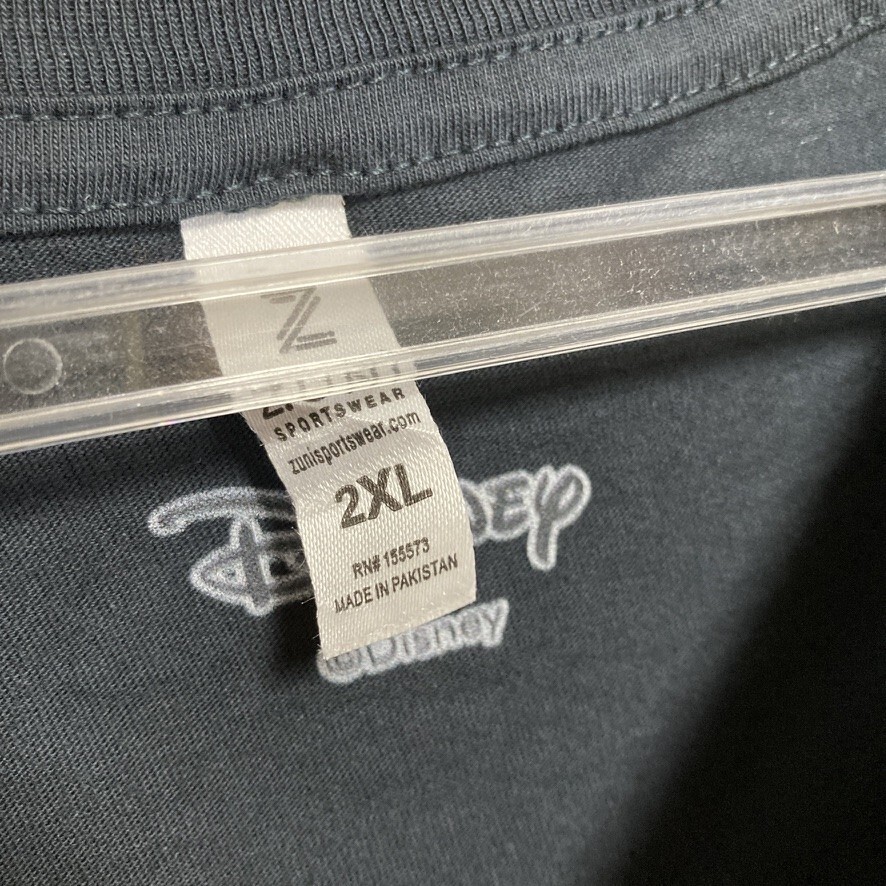 Z
SPORTSWEAR
zunisportswear.com
2XL
RN# 155573
MADE IN PAKISTAN
©Disney